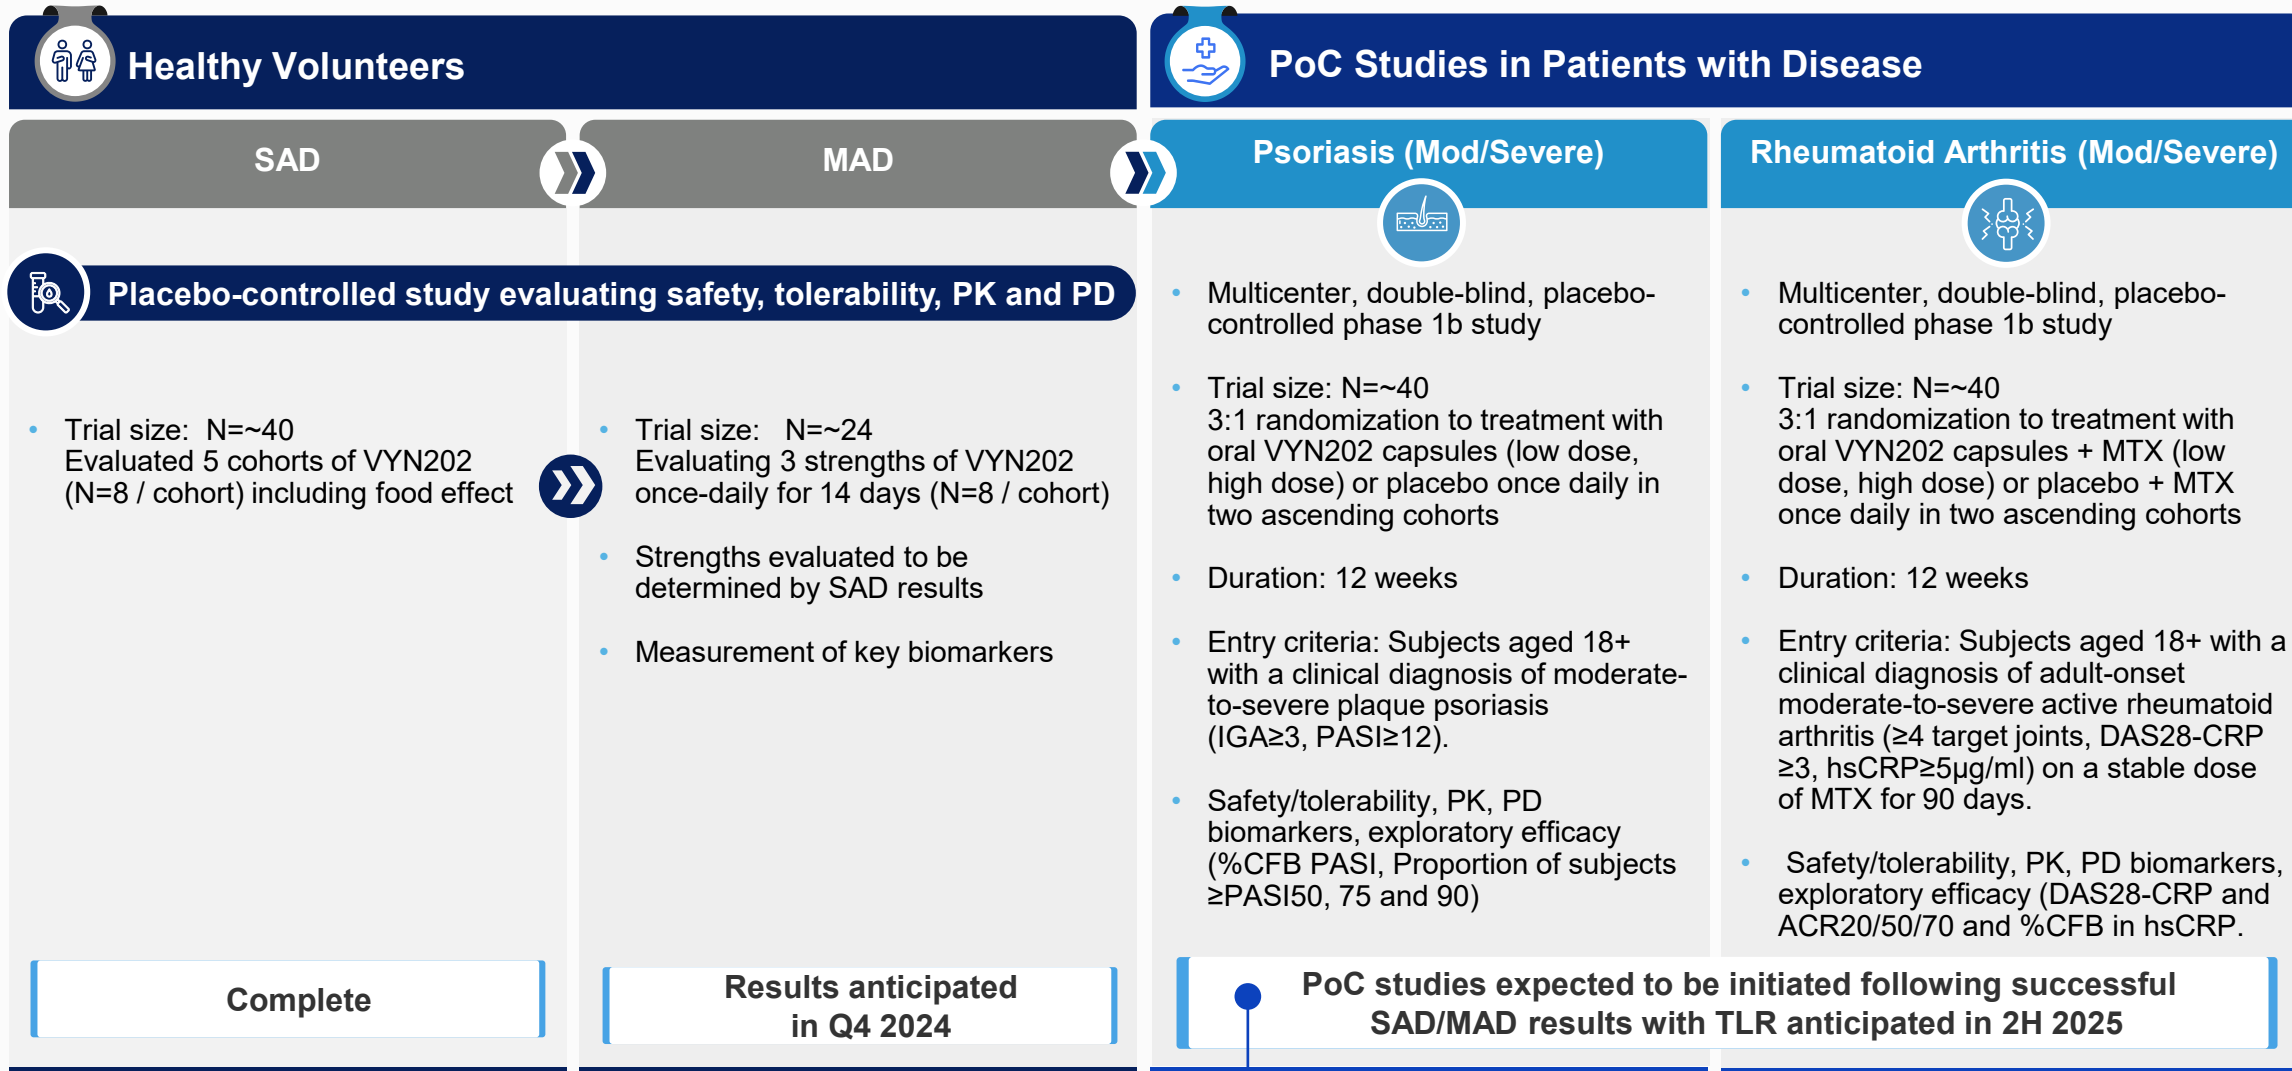 Healthy Volunteers
PoC Studies in Patients with Disease
SAD
MAD
Placebo-controlled study evaluating safety, tolerability, PK and PD
• Trial size: N=~40
Evaluated 5 cohorts of VYN202
(N=8 / cohort) including food effect
Complete
• Trial size: N=~24
Evaluating 3 strengths of VYN202
once-daily for 14 days (N=8 / cohort)
• Strengths evaluated to be
determined by SAD results
• Measurement of key biomarkers
Results anticipated
in Q4 2024
Psoriasis (Mod/Severe)
• Multicenter, double-blind, placebo-
controlled phase 1b study
• Trial size: N=~40
3:1 randomization to treatment with
oral VYN202 capsules (low dose,
high dose) or placebo once daily in
two ascending cohorts
• Duration: 12 weeks
• Entry criteria: Subjects aged 18+
with a clinical diagnosis of moderate-
to-severe plaque psoriasis
(IGA≥3, PASI≥12).
• Safety/tolerability, PK, PD
biomarkers, exploratory efficacy
(%CFB PASI, Proportion of subjects
≥PASI50, 75 and 90)
Rheumatoid Arthritis (Mod/Severe)
• Multicenter, double-blind, placebo-
controlled phase 1b study
• Trial size: N=~40
3:1 randomization to treatment with
oral VYN202 capsules + MTX (low
dose, high dose) or placebo + MTX
once daily in two ascending cohorts
• Duration: 12 weeks
• Entry criteria: Subjects aged 18+ with a
clinical diagnosis of adult-onset
moderate-to-severe active rheumatoid
arthritis (≥4 target joints, DAS28-CRP
≥3, hsCRP≥5µg/ml) on a stable dose
of MTX for 90 days.
• Safety/tolerability, PK, PD biomarkers,
exploratory efficacy (DAS28-CRP and
ACR20/50/70 and %CFB in hsCRP.
PoC studies expected to be initiated following successful
SAD/MAD results with TLR anticipated in 2H 2025